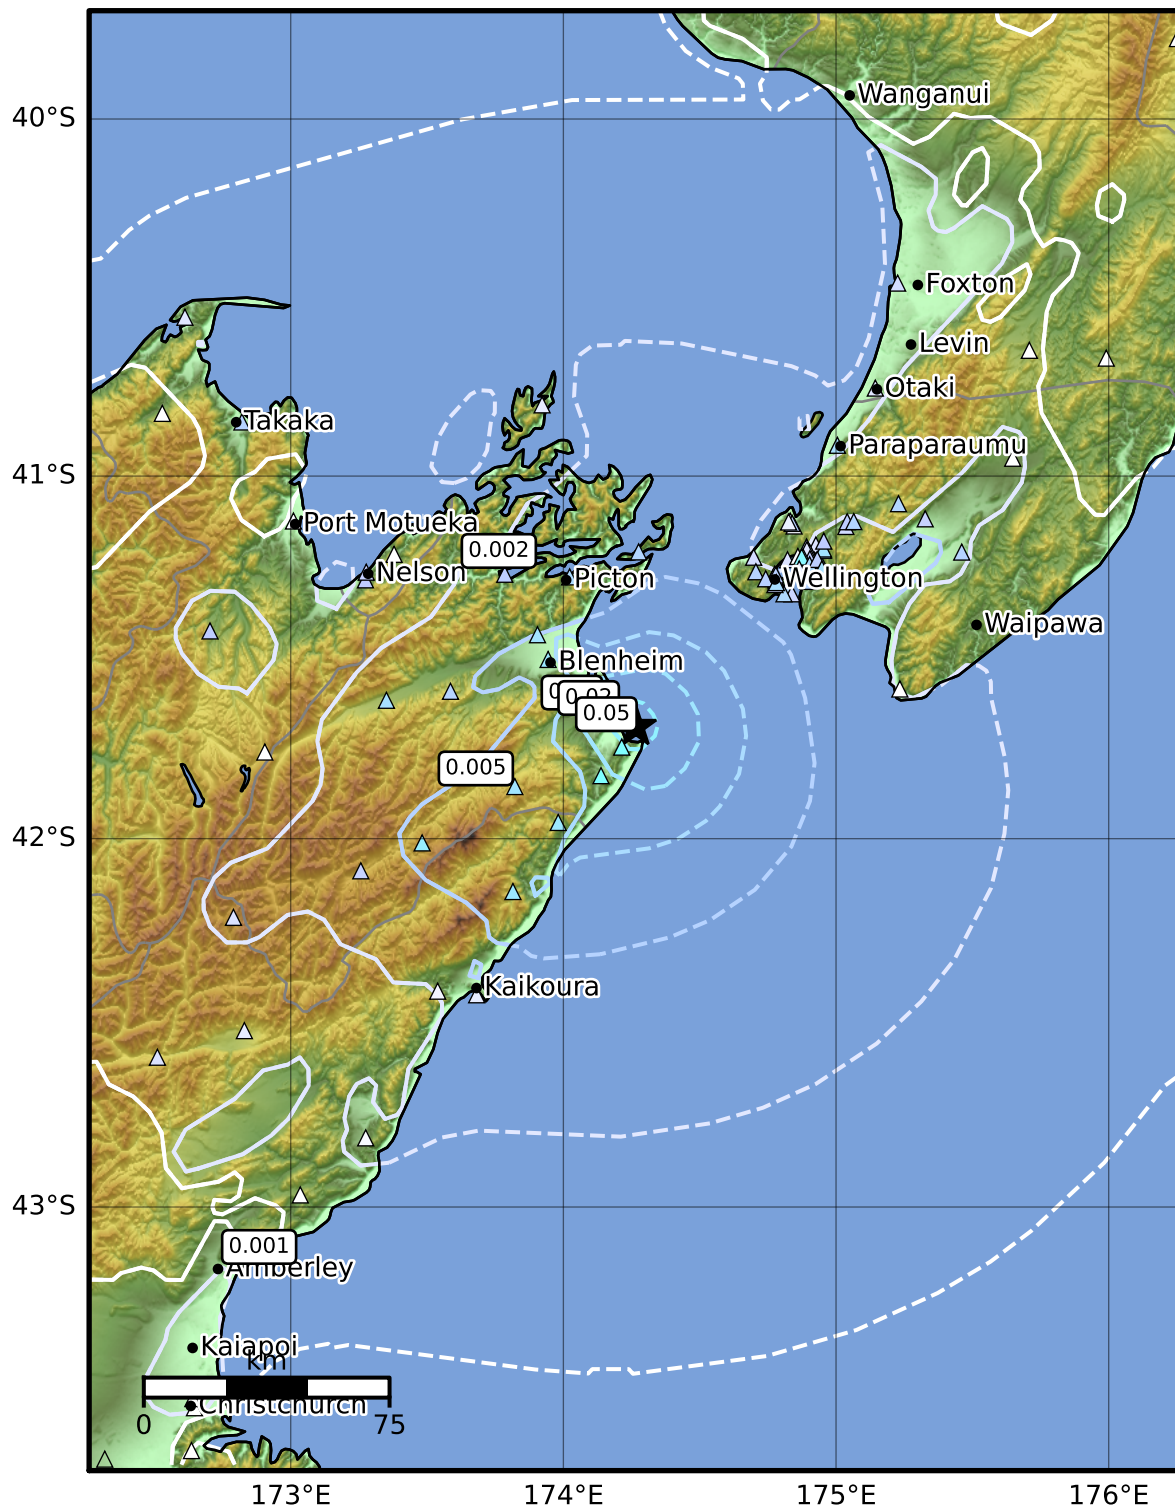 Wanganui
40°S
Foxton
Levin
Otaki
Takaka
Paraparaumu
41°S
Port Motueka
0.002
Nelson
Picton
Wellington
Waipawa
Blenheim
0.05
0.005
42°S
Kaikoura
43°S
0.001
Amberley
Kaiapoi
km
Christchurch
0
75
173°E
174°E
175°E
176°E